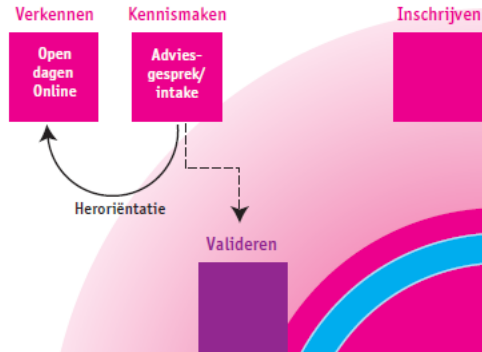 Verkennen
Kennismaken
Inschrijven
Open
dagen
Online
Advies-
gesprek/
intake
Heroriëntatie
Valideren